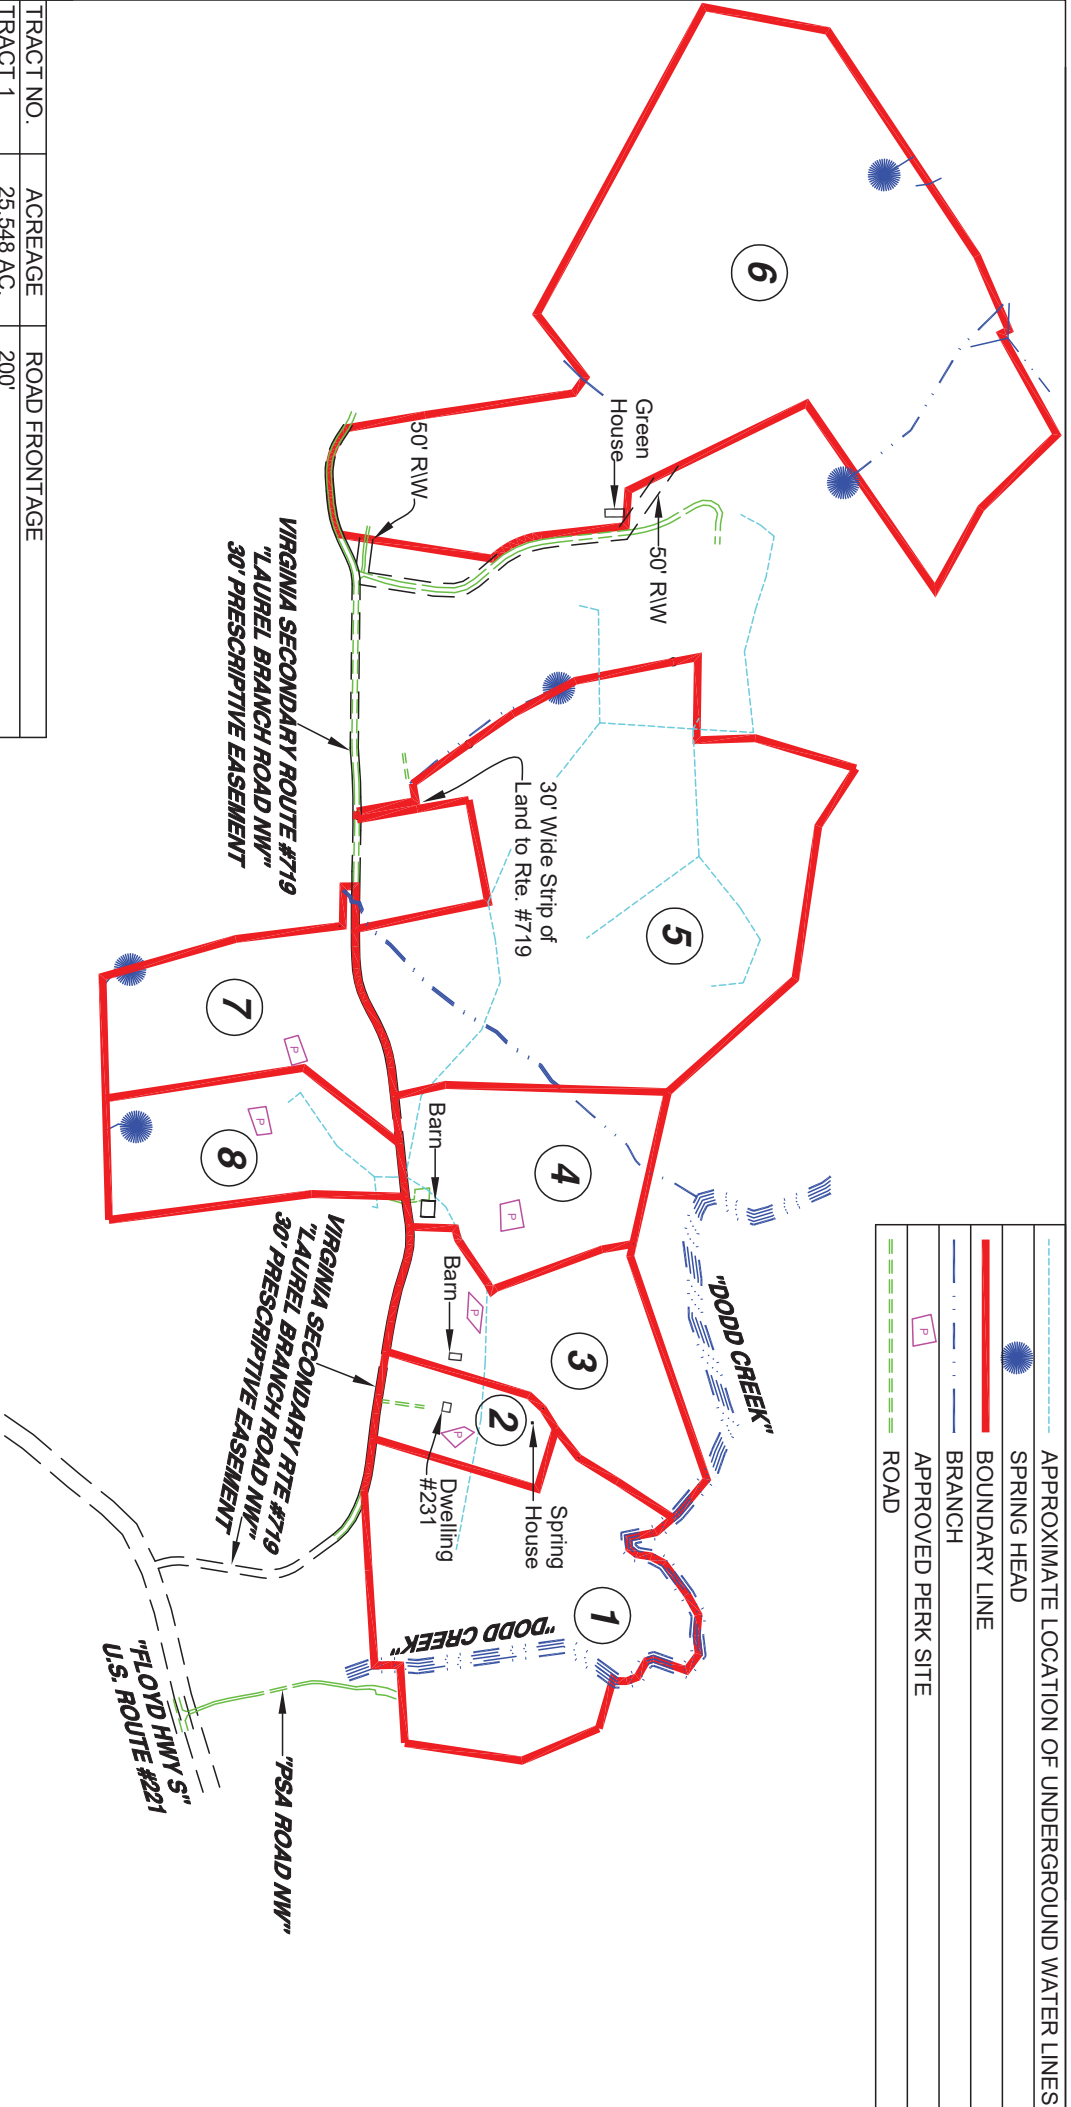 APPROXIMATE LOCATION OF UNDERGROUND WATER LINES
SPRING HEAD
BOUNDARY LINE
BRANCH
P
APPROVED PERK SITE
ROAD
6
Green
House
50' R\W
50' R\W
VIRGINIA SECONDARY ROUTE #719
"LAUREL BRANCH ROAD NW"
30' PRESCRIPTIVE EASEMENT
30' Wide Strip of
Land to Rte. #719
5
7
P
8
P
Barn
4
P
"DODD CREEK"
3
P
Barn
2
P
Dwelling
#231
Spring
House
1
"DODD CREEK"
VIRGINIA SECONDARY RTE #719
"LAUREL BRANCH ROAD NW"
30' PRESCRIPTIVE EASEMENT
"PSA ROAD NW"
"FLOYD HWY S"
U.S. ROUTE #221
TRACT NO. ACREAGE ROAD FRONTAGE
TRACT 1 25.548 AC. 200'